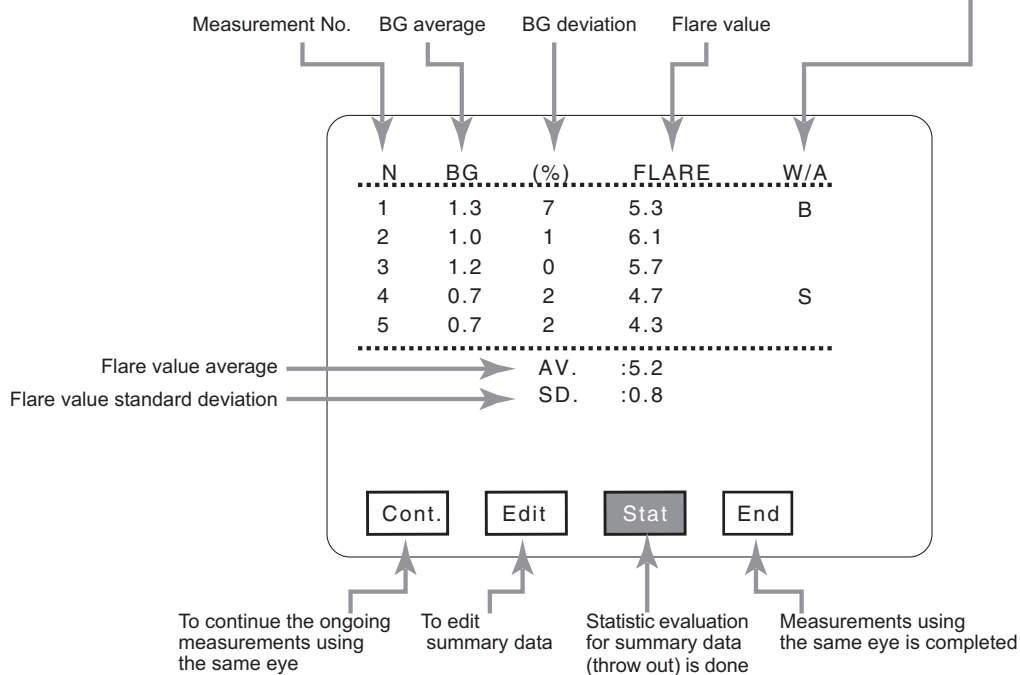 Measurement No. BG average BG deviation Flare value
N BG (%) FLARE W/A
1 1.3 7 5.3 B
2 1.0 1 6.1
3 1.2 0 5.7
4 0.7 2 4.7 S
5 0.7 2 4.3
Flare value average AV. :5.2
Flare value standard deviation SD. :0.8
Cont. Edit Stat End
To continue the ongoing
measurements using
the same eye
To edit
summary data
Statistic evaluation
for summary data
(throw out) is done
Measurements using
the same eye is completed